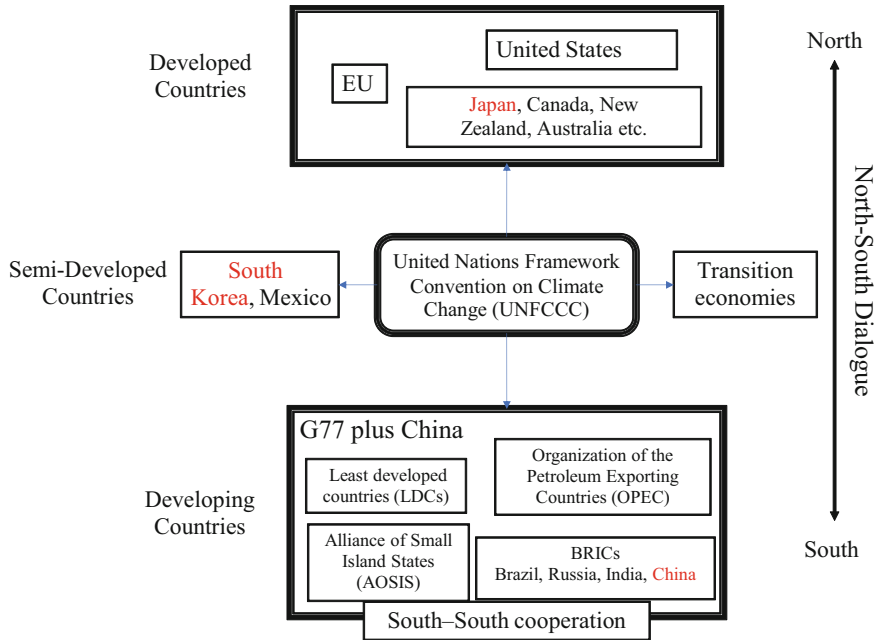 North
Developed
Countries
United States
EU
Japan, Canada, New
Zealand, Australia etc.
North-South Dialogue
Semi-Developed
Countries
South
Korea, Mexico
United Nations Framework
Convention on Climate
Change (UNFCCC)
Transition
economies
G77 plus China
Developing
Countries
Least developed
countries (LDCs)
Organization of the
Petroleum Exporting
Countries (OPEC)
Alliance of Small
Island States
(AOSIS)
BRICs
Brazil, Russia, India, China
South–South cooperation
South